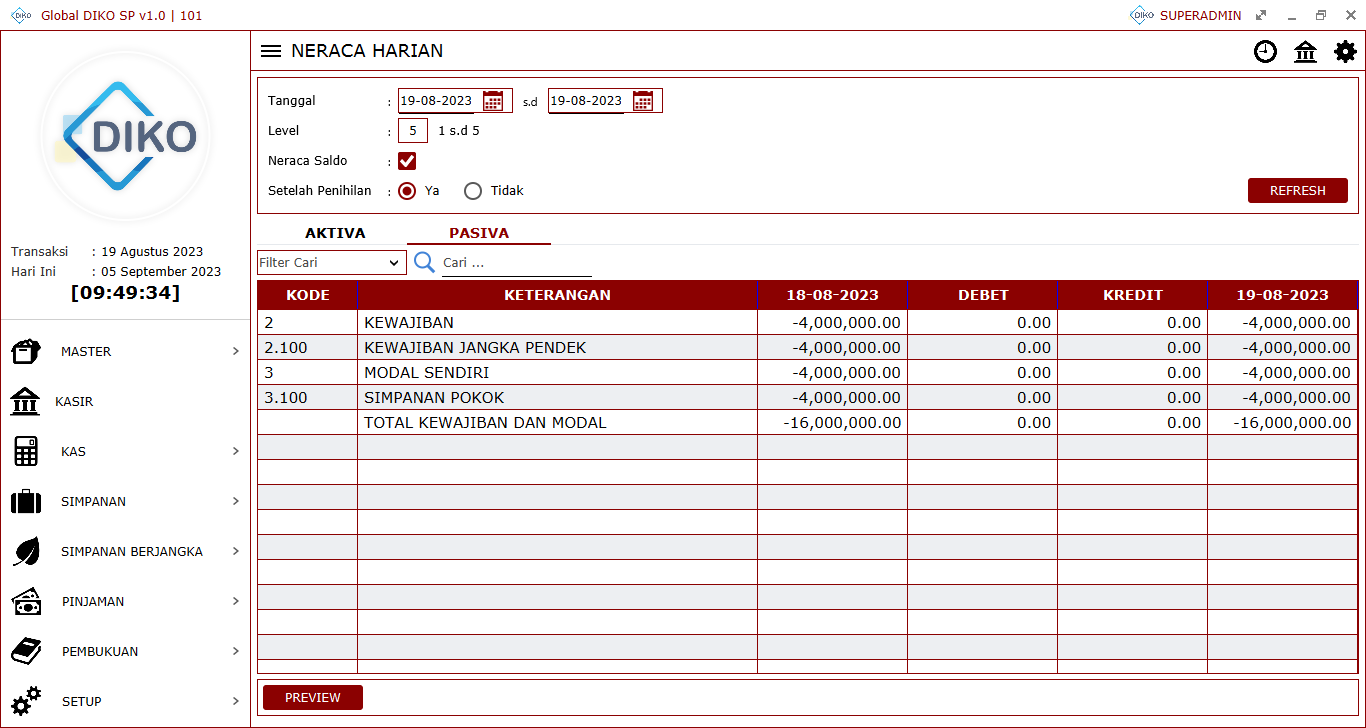 DIKO Global DIKO SP v1.0 | 101 DIKO SUPERADMIN
DIKO
Transaksi : 19 Agustus 2023
Hari Ini : 05 September 2023
[09:49:34]
MASTER
KASIR
KAS
SIMPANAN
SIMPANAN BERJANGKA
PINJAMAN
PEMBUKUAN
SETUP
NERACA HARIAN
Tanggal : 19-08-2023 s.d 19-08-2023
Level : 5 1 s.d 5
Neraca Saldo :
Setelah Penihilan : Ya Tidak REFRESH
AKTIVA PASIVA
Filter Cari Cari ...
KODE KETERANGAN 18-08-2023 DEBET KREDIT 19-08-2023
2 KEWAJIBAN -4,000,000.00 0.00 0.00 -4,000,000.00
2.100 KEWAJIBAN JANGKA PENDEK -4,000,000.00 0.00 0.00 -4,000,000.00
3 MODAL SENDIRI -4,000,000.00 0.00 0.00 -4,000,000.00
3.100 SIMPANAN POKOK -4,000,000.00 0.00 0.00 -4,000,000.00
TOTAL KEWAJIBAN DAN MODAL -16,000,000.00 0.00 0.00 -16,000,000.00
PREVIEW